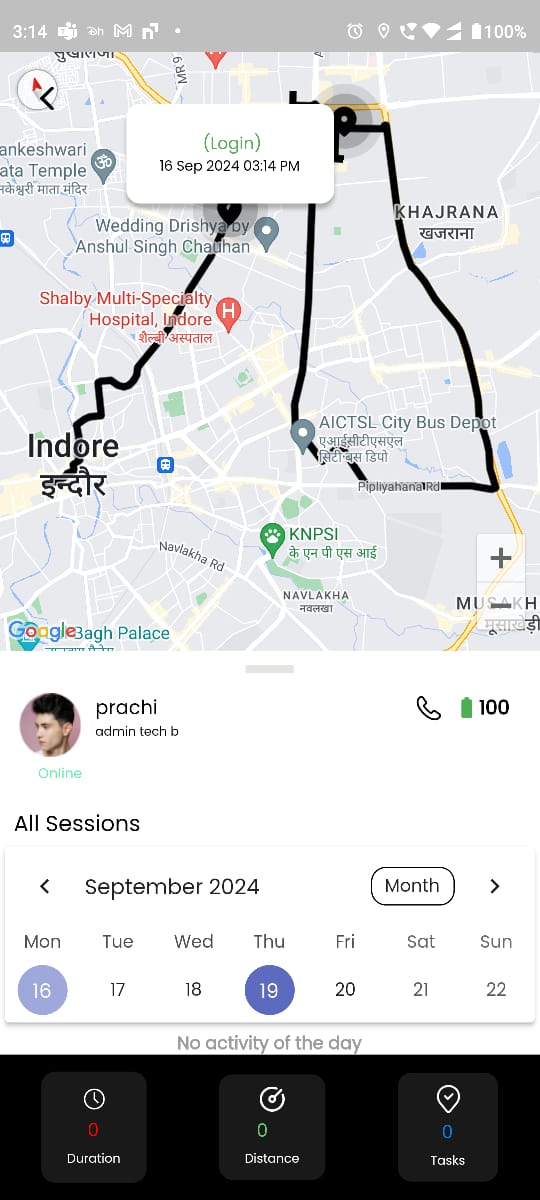 3:14
100%
सुखलिआ
MR 9
(Login)
16 Sep 2024 03:14 PM
ankeshwari
ata Temple
नकेश्वरी माता मंदिर
KHAJRANA
खजराना
Wedding Drishya by
Anshul Singh Chauhan
Shalby Multi-Specialty
Hospital, Indore
शैल्बी अस्पताल
H
AICTSL City Bus Depot
एआईसीटीएसएल
सिटी बस डिपो
Indore
इन्दौर
Pipliyahana Rd
KNPSI
के एन पी एस आई
Navlakha Rd
NAVLAKHA
नवलखा
+
−
MUSAKH
मूसाखेड़ी
Google
Bagh Palace
prachi
100
admin tech b
Online
All Sessions
September 2024
Month
Mon Tue Wed Thu Fri Sat Sun
16 17 18 19 20 21 22
No activity of the day
0 0 0
Duration Distance Tasks